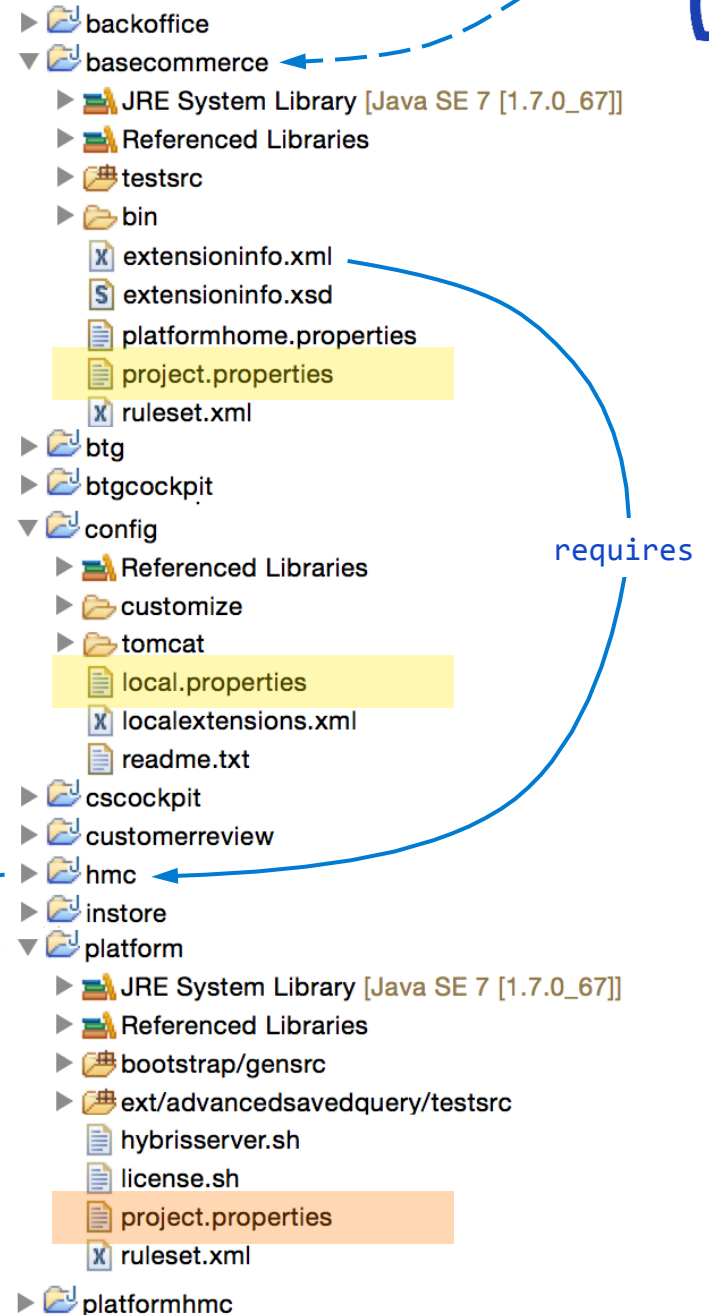 backoffice
basecommerce
JRE System Library [Java SE 7 [1.7.0_67]]
Referenced Libraries
testsrc
bin
extensioninfo.xml
extensioninfo.xsd
platformhome.properties
project.properties
ruleset.xml
btg
btgcockpit
config
requires
Referenced Libraries
customize
tomcat
local.properties
localextensions.xml
readme.txt
cscockpit
customerreview
hmc
instore
platform
JRE System Library [Java SE 7 [1.7.0_67]]
Referenced Libraries
bootstrap/gensrc
ext/advancedsavedquery/testsrc
hybrisserver.sh
license.sh
project.properties
ruleset.xml
platformhmc